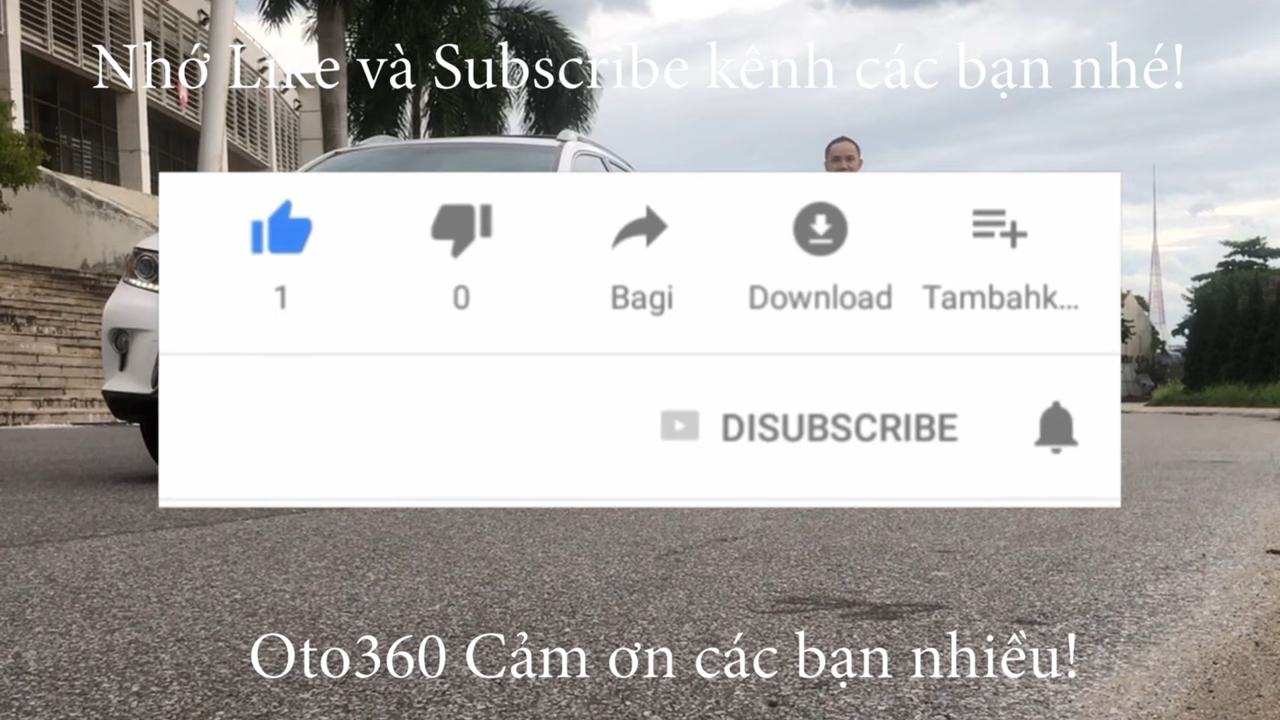 Nhớ Like và Subscribe kênh các bạn nhé!
1 0 Bagi Download Tambahk...
DISUBSCRIBE
Oto360 Cảm ơn các bạn nhiều!